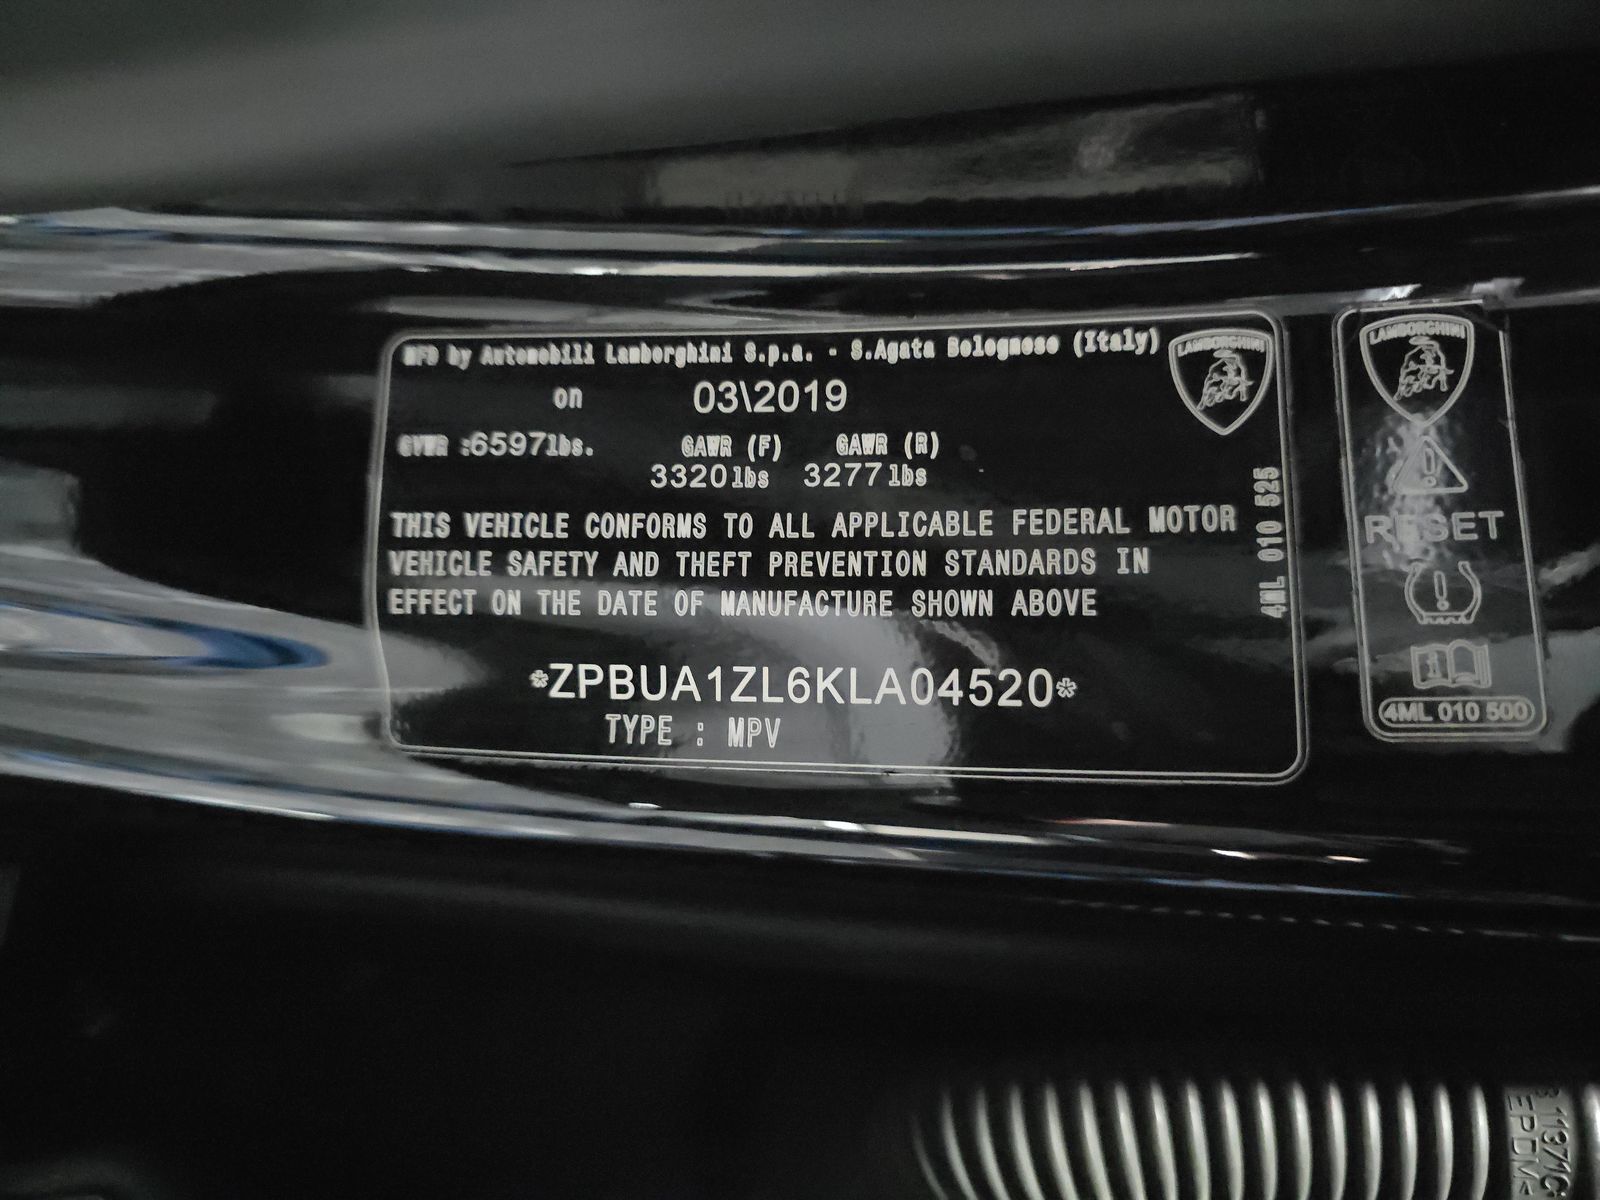 MFD by Automobili Lamborghini S.p.a. - S.Agata Bolognese (Italy)
on 03\2019
GVWR :6597lbs. GAWR (F) GAWR (R)
3320lbs 3277lbs
THIS VEHICLE CONFORMS TO ALL APPLICABLE FEDERAL MOTOR
VEHICLE SAFETY AND THEFT PREVENTION STANDARDS IN
EFFECT ON THE DATE OF MANUFACTURE SHOWN ABOVE
*ZPBUA1ZL6KLA04520*
TYPE : MPV
LAMBORGHINI
4ML 010 525
LAMBORGHINI
RESET
4ML 010 500
EPDM<